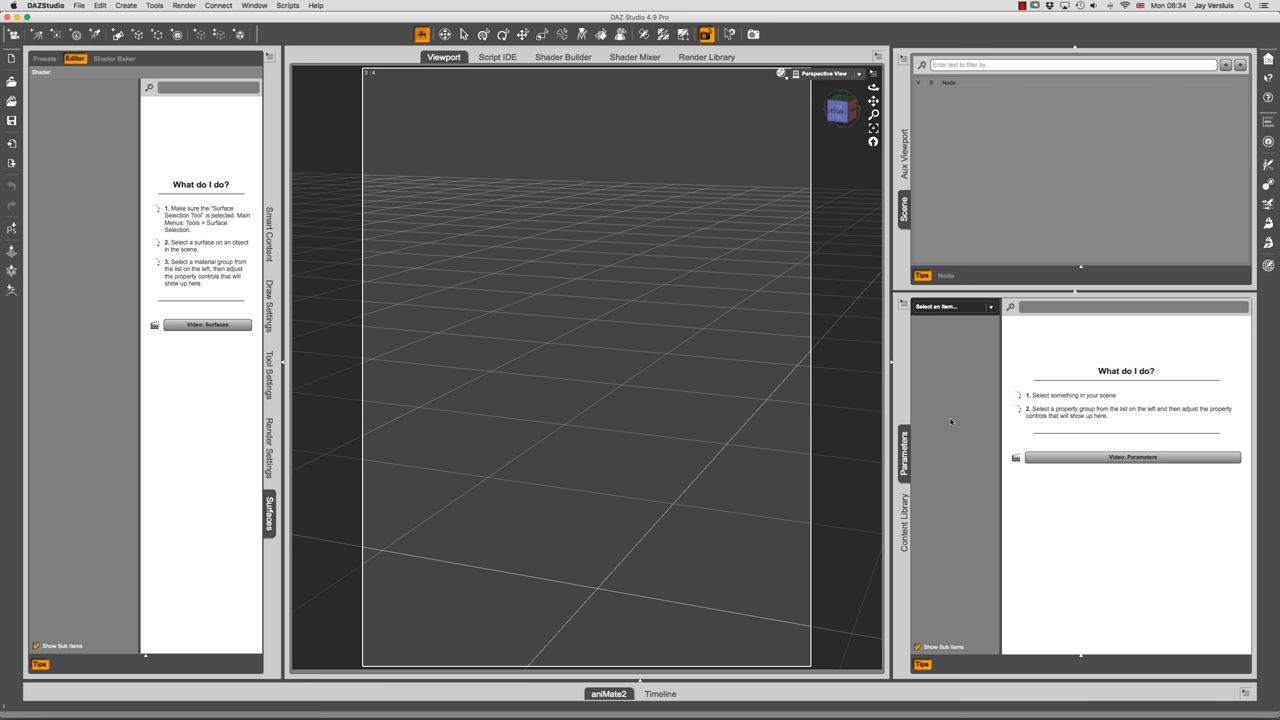 DAZStudio File Edit Create Tools Render Connect Window Scripts Help
Mon 08:34 Jay Versluis
DAZ Studio 4.9 Pro
Presets Editor Shader Baker
Shader:
What do I do?
1. Make sure the "Surface
Selection Tool" is selected. Main
Menus: Tools > Surface
Selection.
2. Select a surface on an object
in the scene.
3. Select a material group from
the list on the left, then adjust
the property controls that will
show up here.
Video: Surfaces
Show Sub Items
Tips
Smart Content
Draw Settings
Tool Settings
Render Settings
Surfaces
Viewport Script IDE Shader Builder Shader Mixer Render Library
3 : 4
Perspective View
Aux Viewport
Scene
Enter text to filter by...
V S Node
Tips Node
Parameters
Content Library
Select an Item...
What do I do?
1. Select something in your scene.
2. Select a property group from the list on the left and then adjust the property
controls that will show up here.
Video: Parameters
Show Sub Items
Tips
aniMate2 Timeline